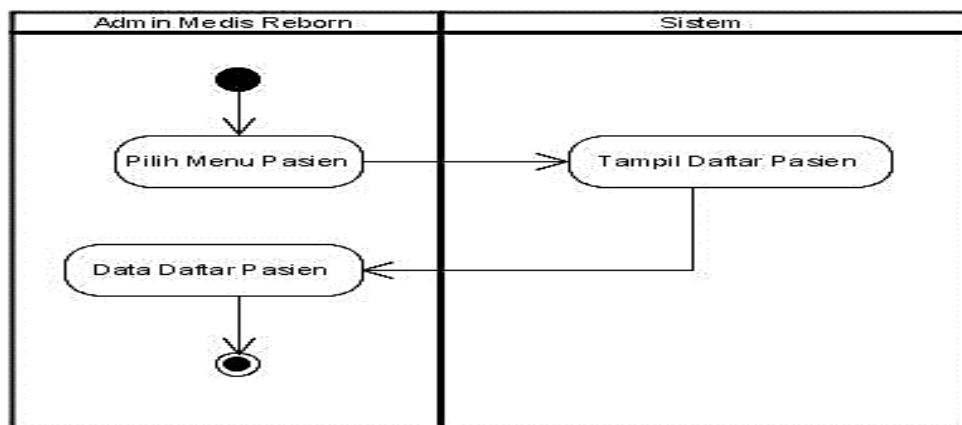 Admin Medis Reborn
Sistem
Pilih Menu Pasien
Tampil Daftar Pasien
Data Daftar Pasien